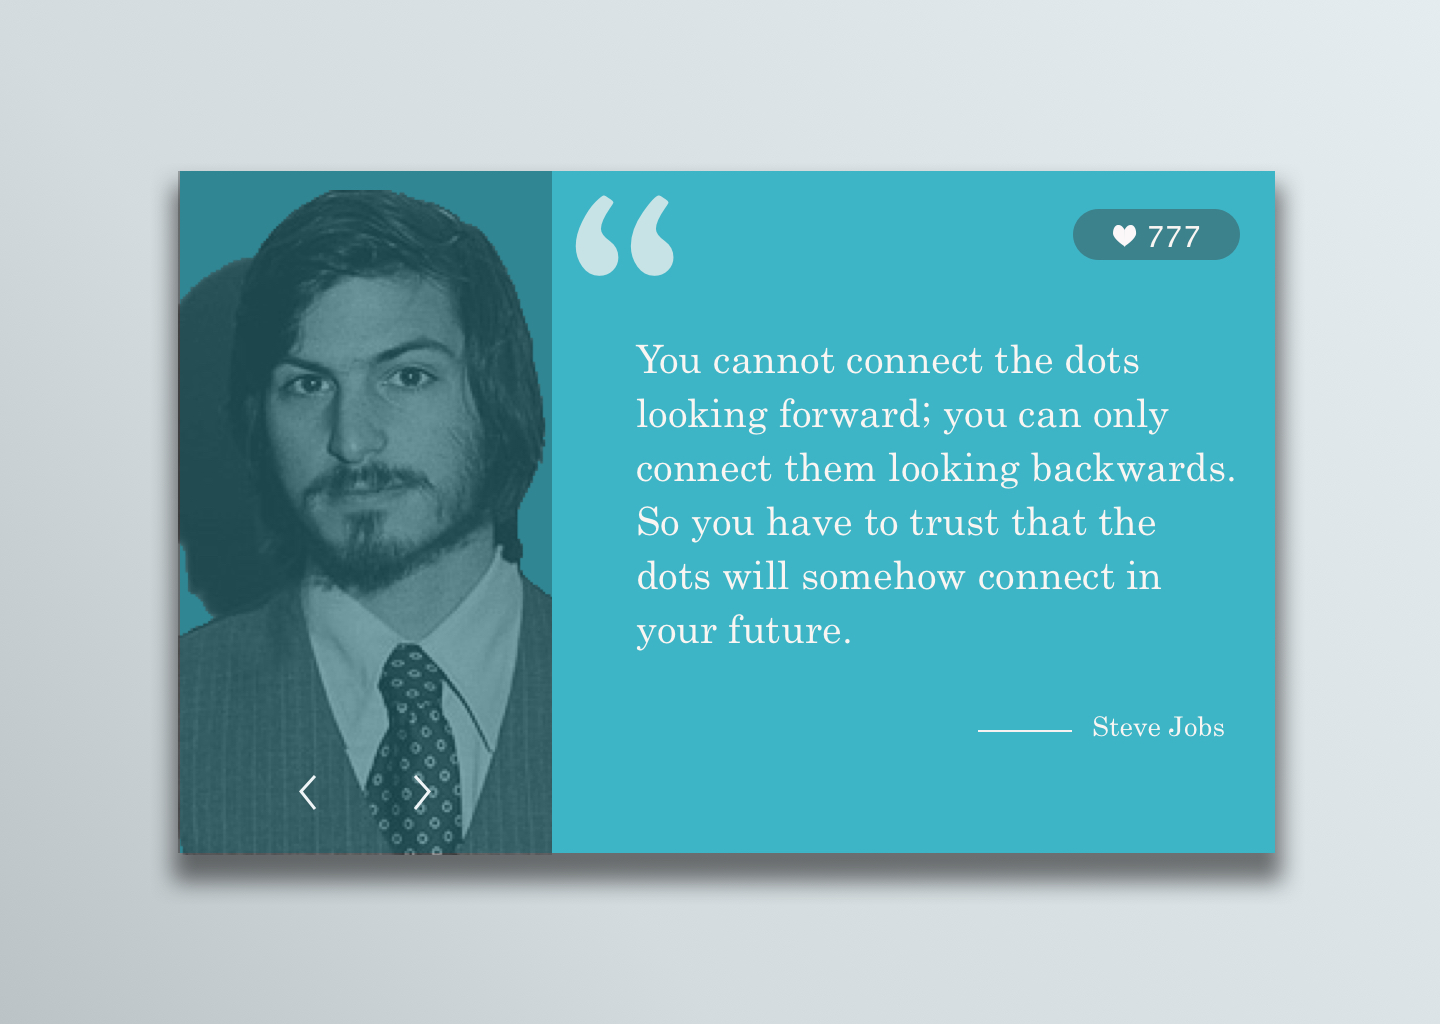 “
777
You cannot connect the dots
looking forward; you can only
connect them looking backwards.
So you have to trust that the
dots will somehow connect in
your future.
Steve Jobs